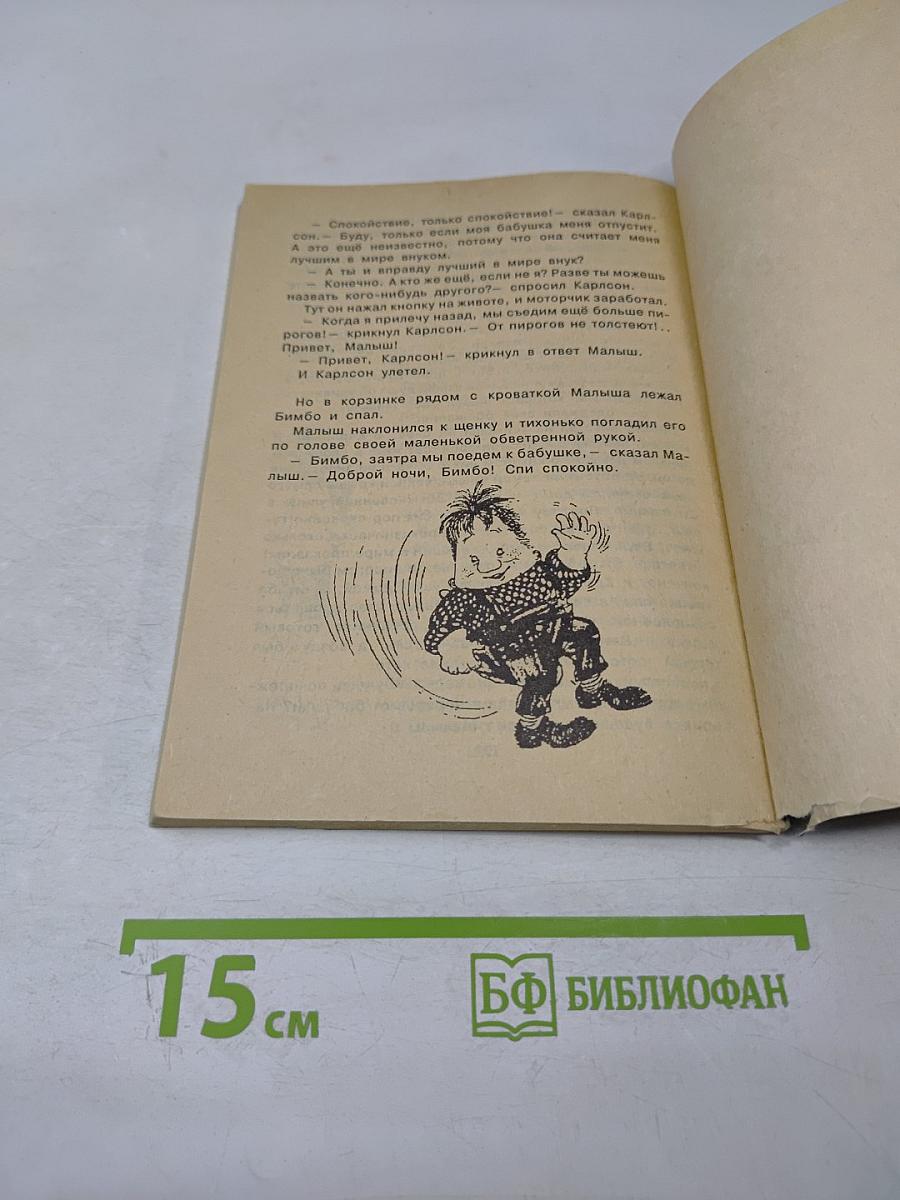 – Спокойствие, только спокойствие!– сказал Карл-
сон.– Буду, только если моя бабушка меня отпустит.
А это ещё неизвестно, потому что она считает меня
лучшим в мире внуком.
– А ты и вправду лучший в мире внук?
– Конечно. А кто же ещё, если не я? Разве ты можешь
назвать кого-нибудь другого?– спросил Карлсон.
Тут он нажал кнопку на животе, и моторчик заработал.
– Когда я прилечу назад, мы съедим ещё больше пи-
рогов!– крикнул Карлсон.– От пирогов не толстеют!..
Привет, Малыш!
– Привет, Карлсон!– крикнул в ответ Малыш.
И Карлсон улетел.
Но в корзинке рядом с кроваткой Малыша лежал
Бимбо и спал.
Малыш наклонился к щенку и тихонько погладил его
по голове своей маленькой обветренной рукой.
– Бимбо, завтра мы поедем к бабушке,– сказал Ма-
лыш.– Доброй ночи, Бимбо! Спи спокойно.
15 см
БФ БИБЛИОФАН